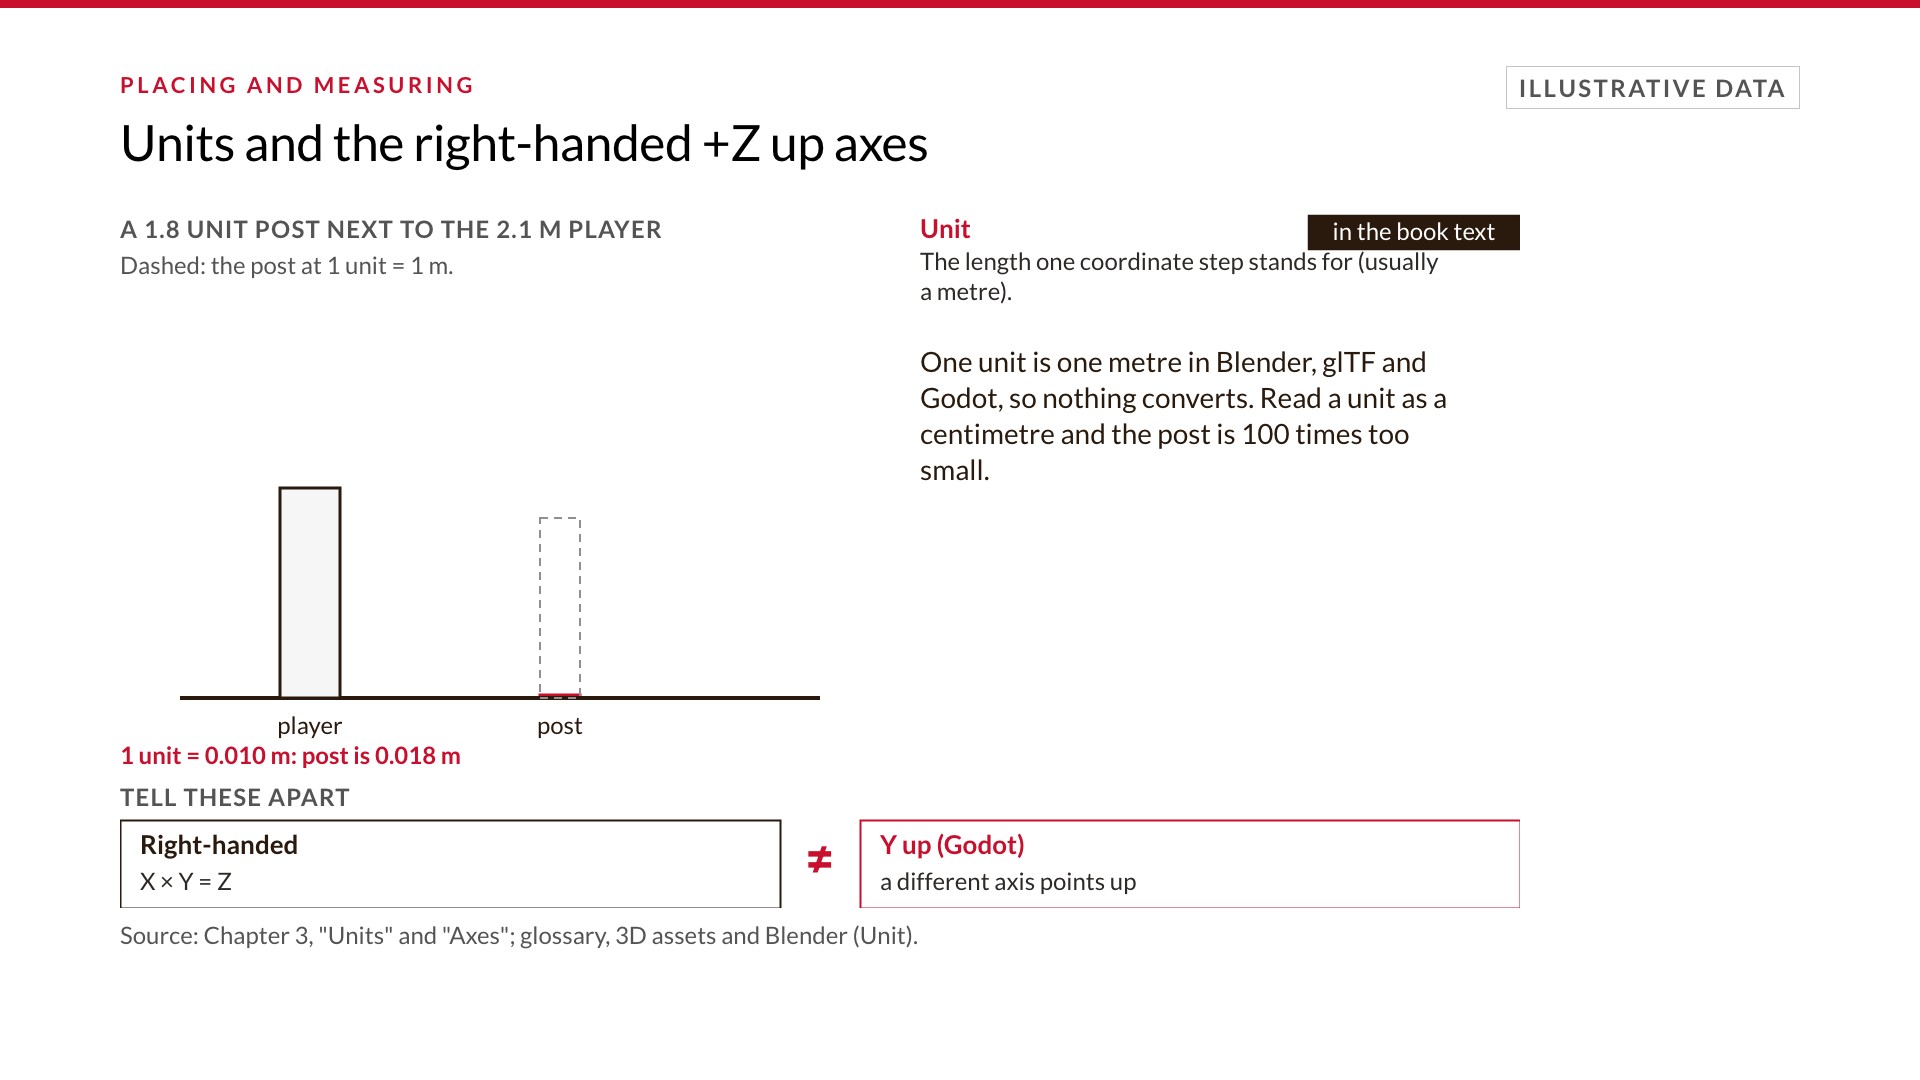 PLACING AND MEASURING
ILLUSTRATIVE DATA
Units and the right-handed +Z up axes
A 1.8 UNIT POST NEXT TO THE 2.1 M PLAYER
Dashed: the post at 1 unit = 1 m.
Unit
in the book text
The length one coordinate step stands for (usually
a metre).
One unit is one metre in Blender, glTF and
Godot, so nothing converts. Read a unit as a
centimetre and the post is 100 times too
small.
player
post
1 unit = 0.010 m: post is 0.018 m
TELL THESE APART
Right-handed
X × Y = Z
≠
Y up (Godot)
a different axis points up
Source: Chapter 3, "Units" and "Axes"; glossary, 3D assets and Blender (Unit).